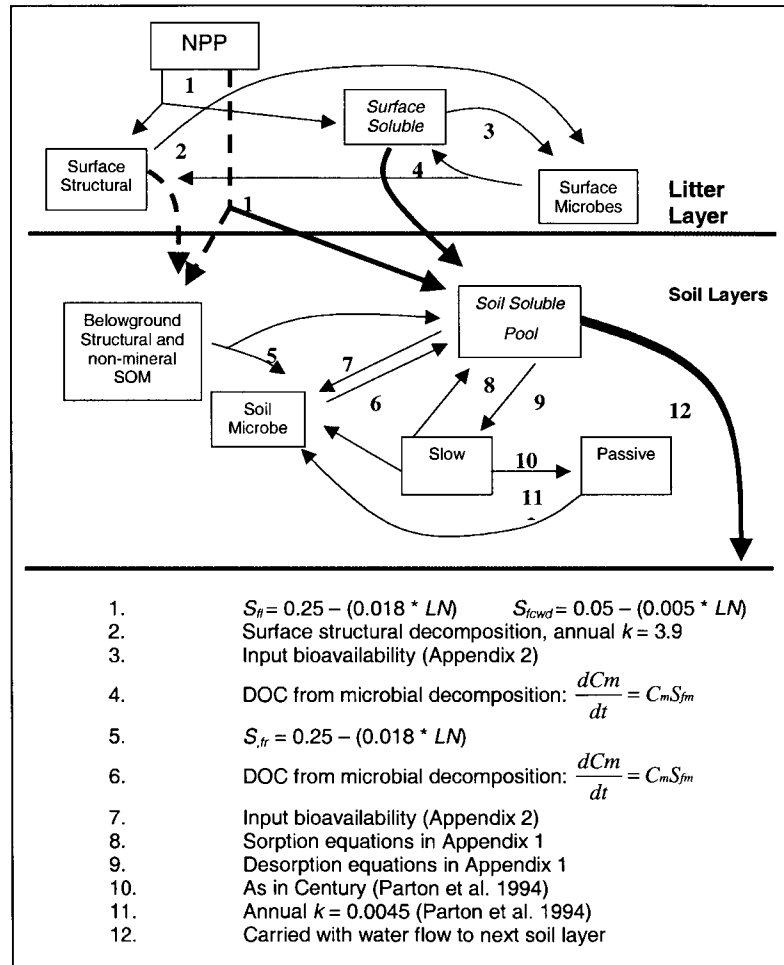 NPP
1
Surface
Soluble
3
2
Surface
Structural
4
Surface
Microbes
Litter
Layer
1
Soil Layers
Soil Soluble
Pool
Belowground
Structural and
non-mineral
SOM
5
7
8
9
12
Soil
Microbe
6
Slow
10
Passive
11
1. S_fl = 0.25 – (0.018 * LN) S_fcwd = 0.05 – (0.005 * LN)
2. Surface structural decomposition, annual k = 3.9
3. Input bioavailability (Appendix 2)
4. DOC from microbial decomposition: dCm/dt = C_m S_fm
5. S_,fr = 0.25 – (0.018 * LN)
6. DOC from microbial decomposition: dCm/dt = C_m S_fm
7. Input bioavailability (Appendix 2)
8. Sorption equations in Appendix 1
9. Desorption equations in Appendix 1
10. As in Century (Parton et al. 1994)
11. Annual k = 0.0045 (Parton et al. 1994)
12. Carried with water flow to next soil layer